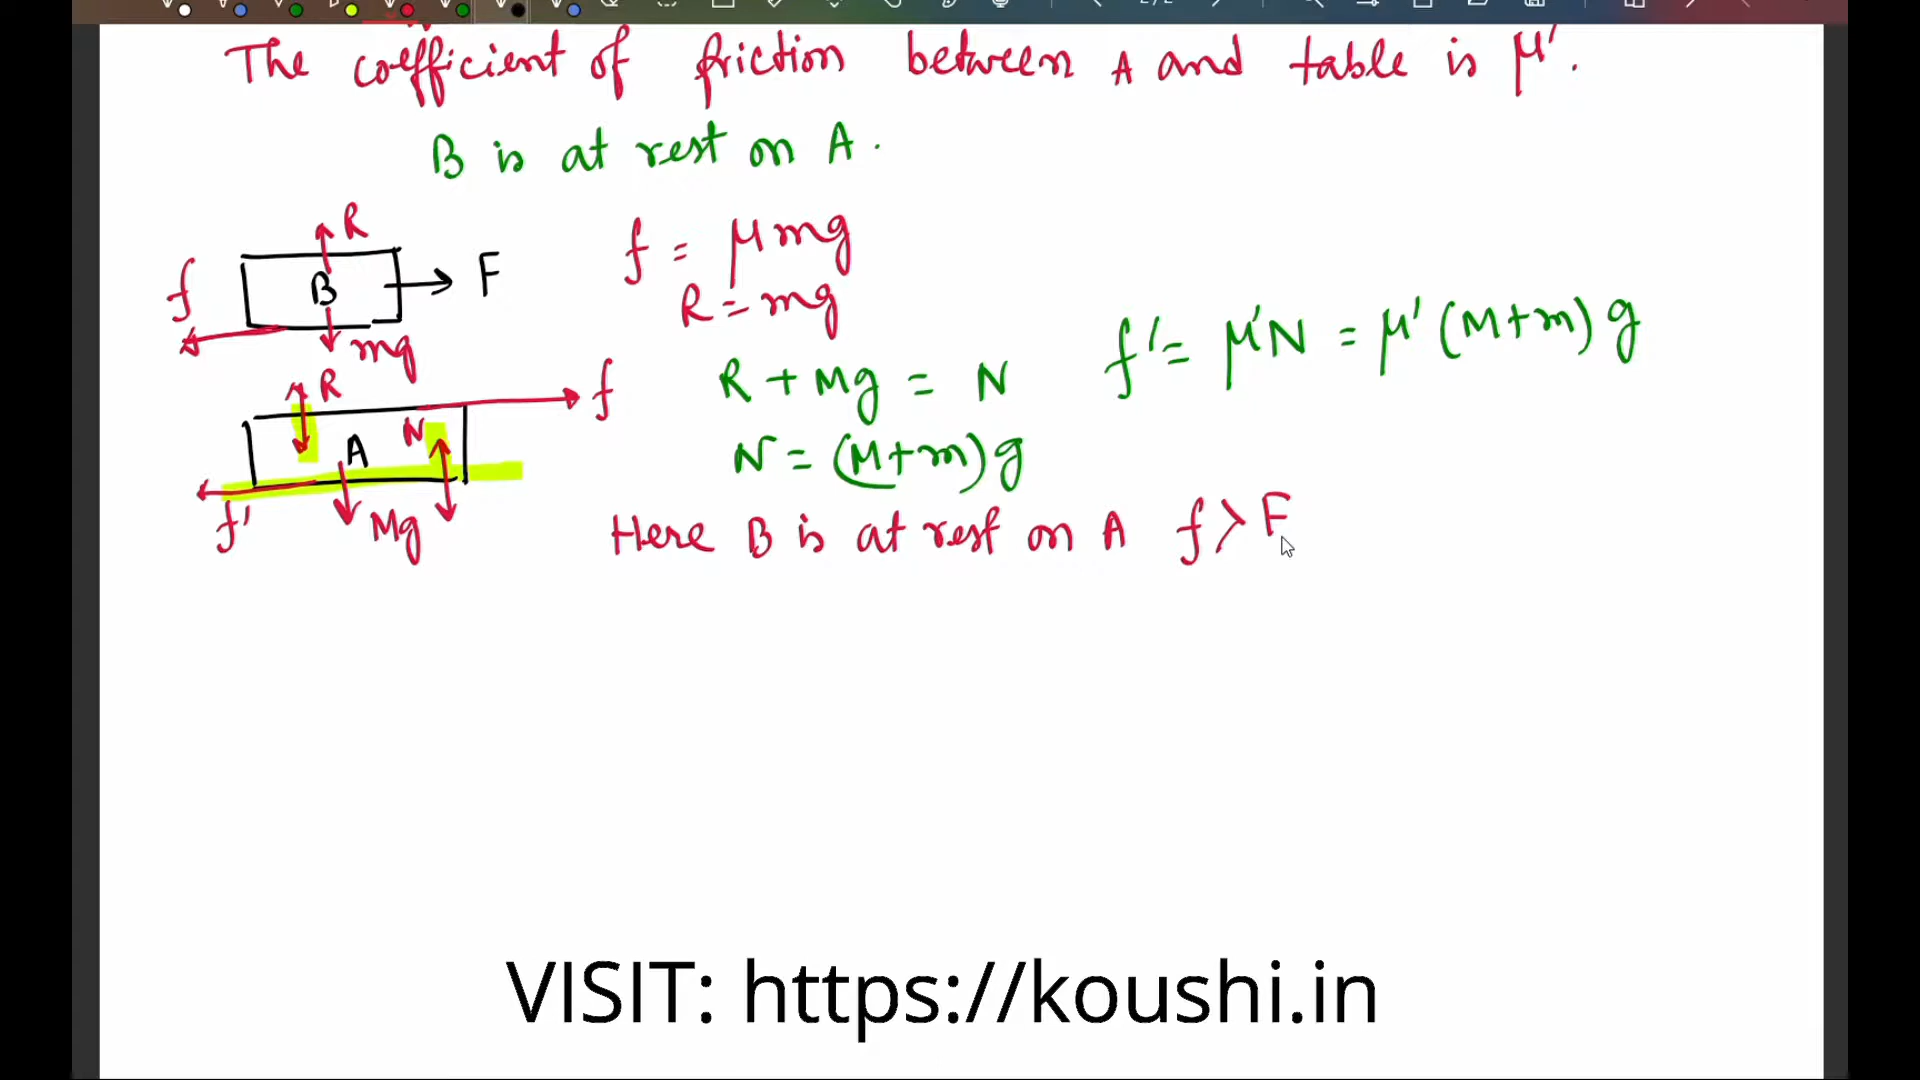 The coefficient of friction between A and table is μ'.
B is at rest on A.
R
f
B
F
mg
f = μmg
R = mg
R
f
N
A
f'
Mg
R + Mg = N
f' = μ'N = μ'(M+m)g
N = (M+m)g
Here B is at rest on A f > F
VISIT: https://koushi.in